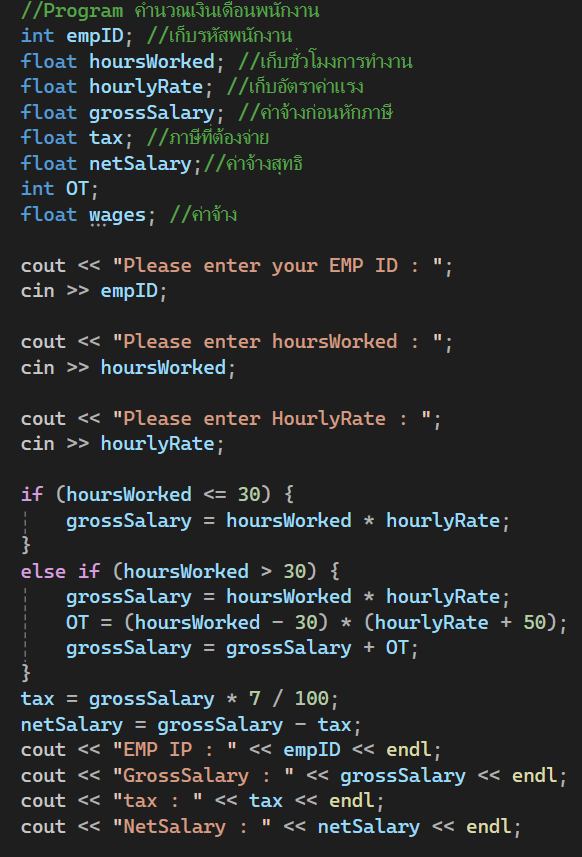 //Program คำนวณเงินเดือนพนักงาน
int empID; //เก็บรหัสพนักงาน
float hoursWorked; //เก็บชั่วโมงการทำงาน
float hourlyRate; //เก็บอัตราค่าแรง
float grossSalary; //ค่าจ้างก่อนหักภาษี
float tax; //ภาษีที่ต้องจ่าย
float netSalary;//ค่าจ้างสุทธิ
int OT;
float wages; //ค่าจ้าง
cout << "Please enter your EMP ID : ";
cin >> empID;
cout << "Please enter hoursWorked : ";
cin >> hoursWorked;
cout << "Please enter HourlyRate : ";
cin >> hourlyRate;
if (hoursWorked <= 30) {
grossSalary = hoursWorked * hourlyRate;
}
else if (hoursWorked > 30) {
grossSalary = hoursWorked * hourlyRate;
OT = (hoursWorked - 30) * (hourlyRate + 50);
grossSalary = grossSalary + OT;
}
tax = grossSalary * 7 / 100;
netSalary = grossSalary - tax;
cout << "EMP IP : " << empID << endl;
cout << "GrossSalary : " << grossSalary << endl;
cout << "tax : " << tax << endl;
cout << "NetSalary : " << netSalary << endl;